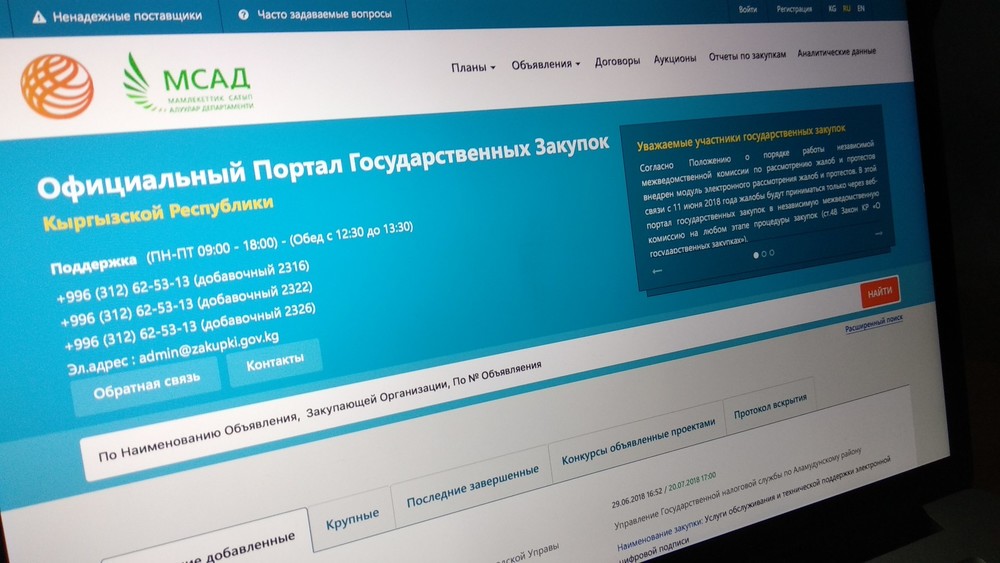 Ненадежные поставщики
Часто задаваемые вопросы
Войти
Регистрация
KG RU EN
МСАД
МАМЛЕКЕТТИК САТЫП
АЛУУЛАР ДЕПАРТАМЕНТИ
Планы
Объявления
Договоры
Аукционы
Отчеты по закупкам
Аналитические данные
Официальный Портал Государственных Закупок
Кыргызской Республики
Поддержка (ПН-ПТ 09:00 - 18:00) - (Обед с 12:30 до 13:30)
+996 (312) 62-53-13 (добавочный 2316)
+996 (312) 62-53-13 (добавочный 2322)
+996 (312) 62-53-13 (добавочный 2326)
Эл.адрес : admin@zakupki.gov.kg
Обратная связь
Контакты
Уважаемые участники государственных закупок
Согласно Положению о порядке работы независимой
межведомственной комиссии по рассмотрению жалоб и протестов
внедрен модуль электронного рассмотрения жалоб и протестов. В этой
связи с 11 июня 2018 года жалобы будут приниматься только через веб-
портал государственных закупок в независимую межведомственную
комиссию на любом этапе процедуры закупок (ст.48 Закон КР «О
государственных закупках»).
По Наименованию Объявления, Закупающей Организации, По № Объявляения
НАЙТИ
Расширенный поиск
добавленные
Крупные
Последние завершенные
Конкурсы объявленные проектами
Протокол вскрытия
29.06.2018 16:52 / 20.07.2018 17:00
Управление Государственной налоговой службы по Аламудунскому району
Наименование закупки: Услуги обслуживания и технической поддержки электронной
цифровой подписи
Управы